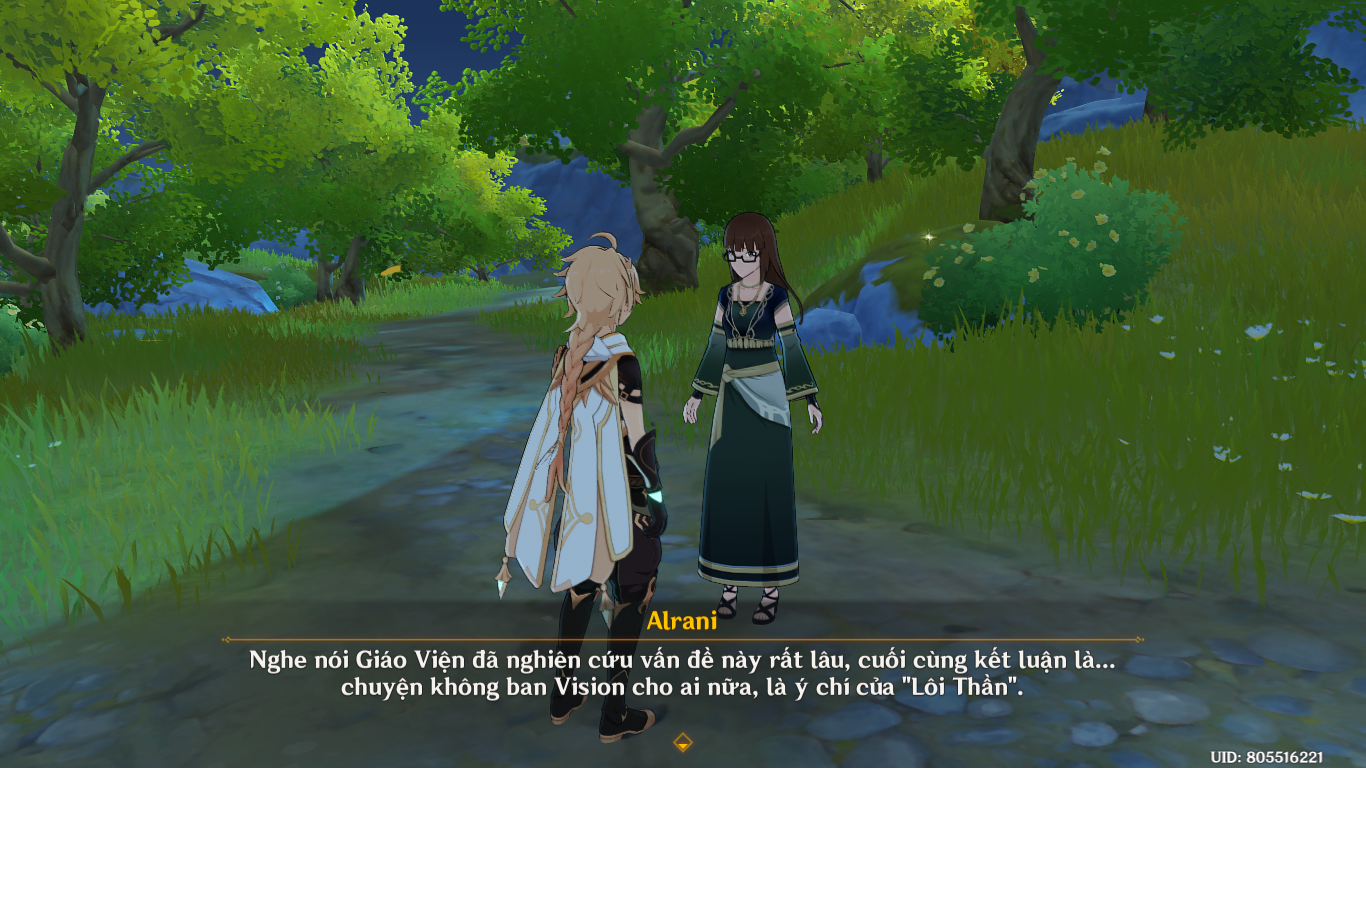 Alrani
Nghe nói Giáo Viện đã nghiên cứu vấn đề này rất lâu, cuối cùng kết luận là...
chuyện không ban Vision cho ai nữa, là ý chí của "Lôi Thần".
UID: 805516221